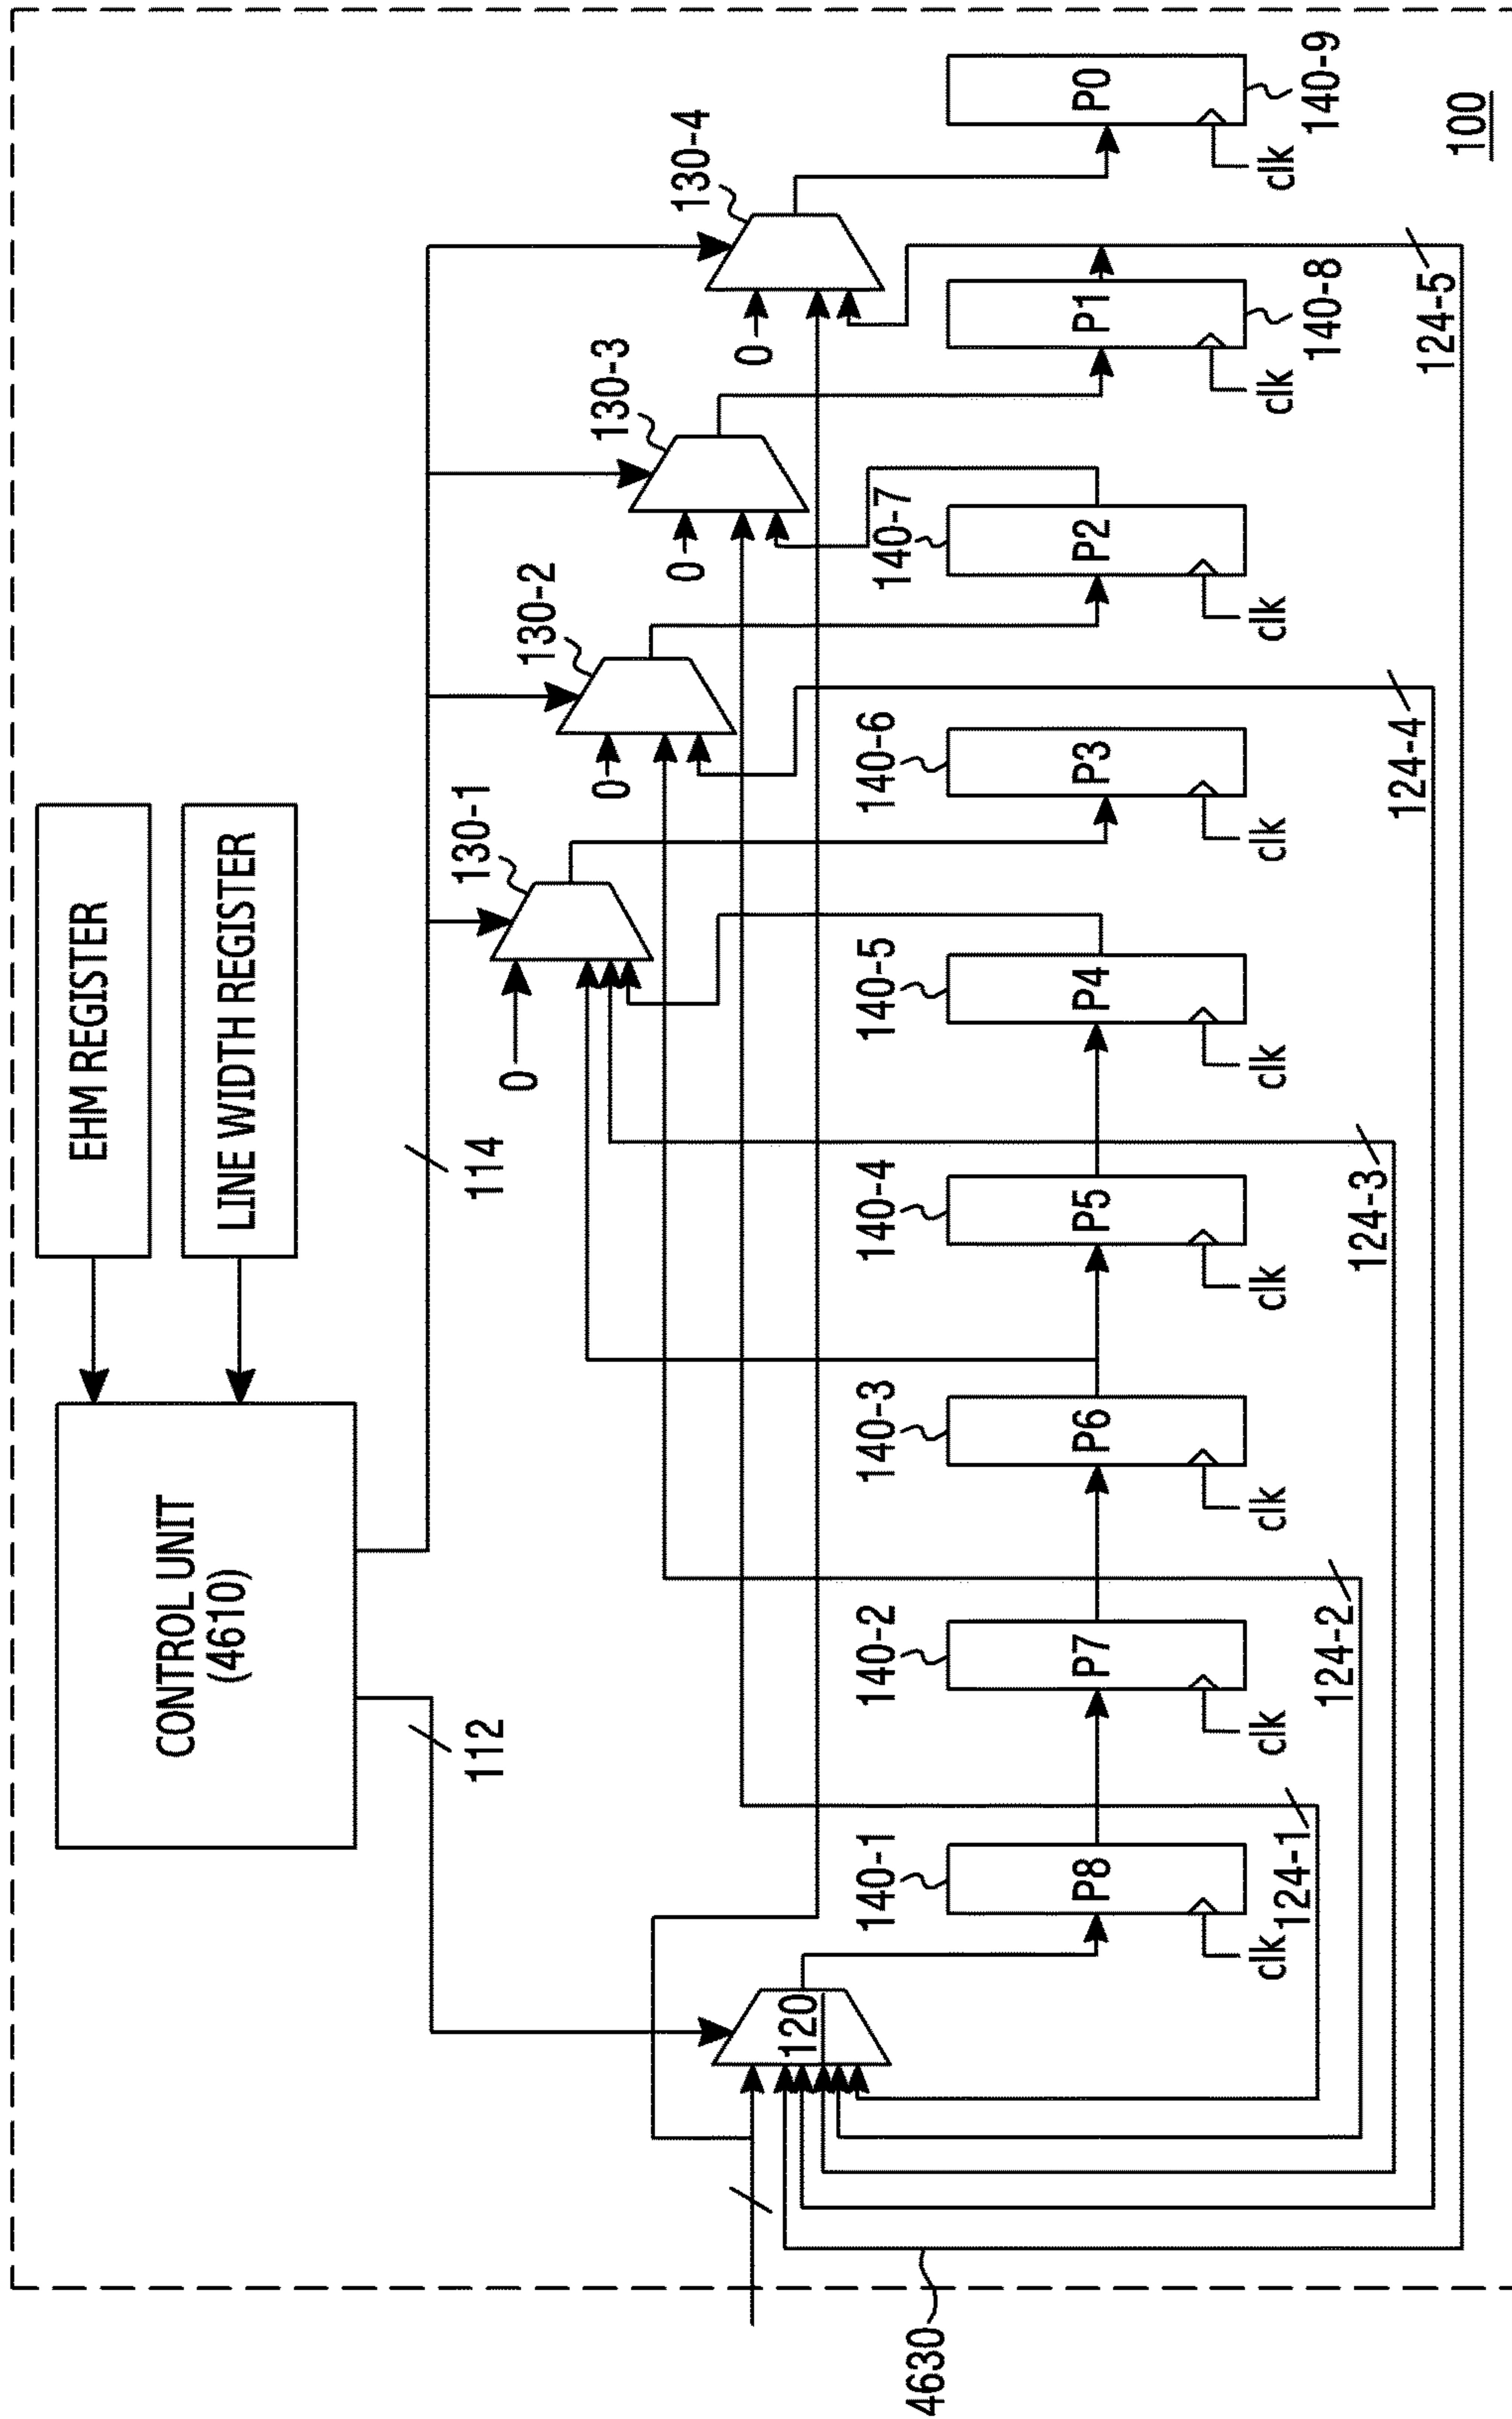 CONTROL UNIT
(4610)
EHM REGISTER
LINE WIDTH REGISTER
112
114
130-1
130-2
130-3
130-4
0
0
0
0
120
140-1
140-2
140-3
140-4
140-5
140-6
140-7
P8
P7
P6
P5
P4
P3
P2
P1
P0
clk
clk
clk
clk
clk
clk
clk
clk
clk
140-8
140-9
4630
124-1
124-2
124-3
124-4
124-5
100